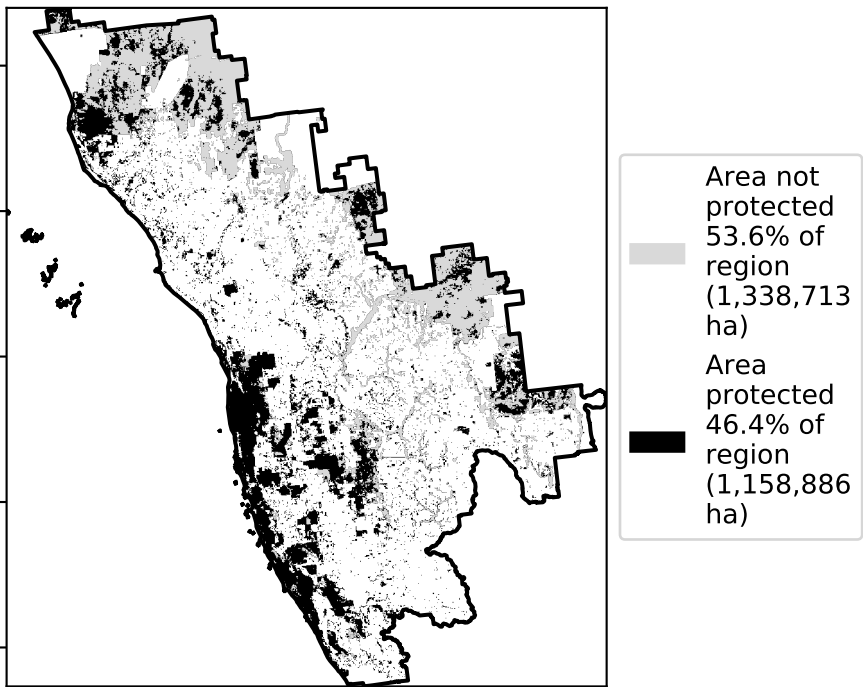 Area not
protected
53.6% of
region
(1,338,713
ha)
Area
protected
46.4% of
region
(1,158,886
ha)